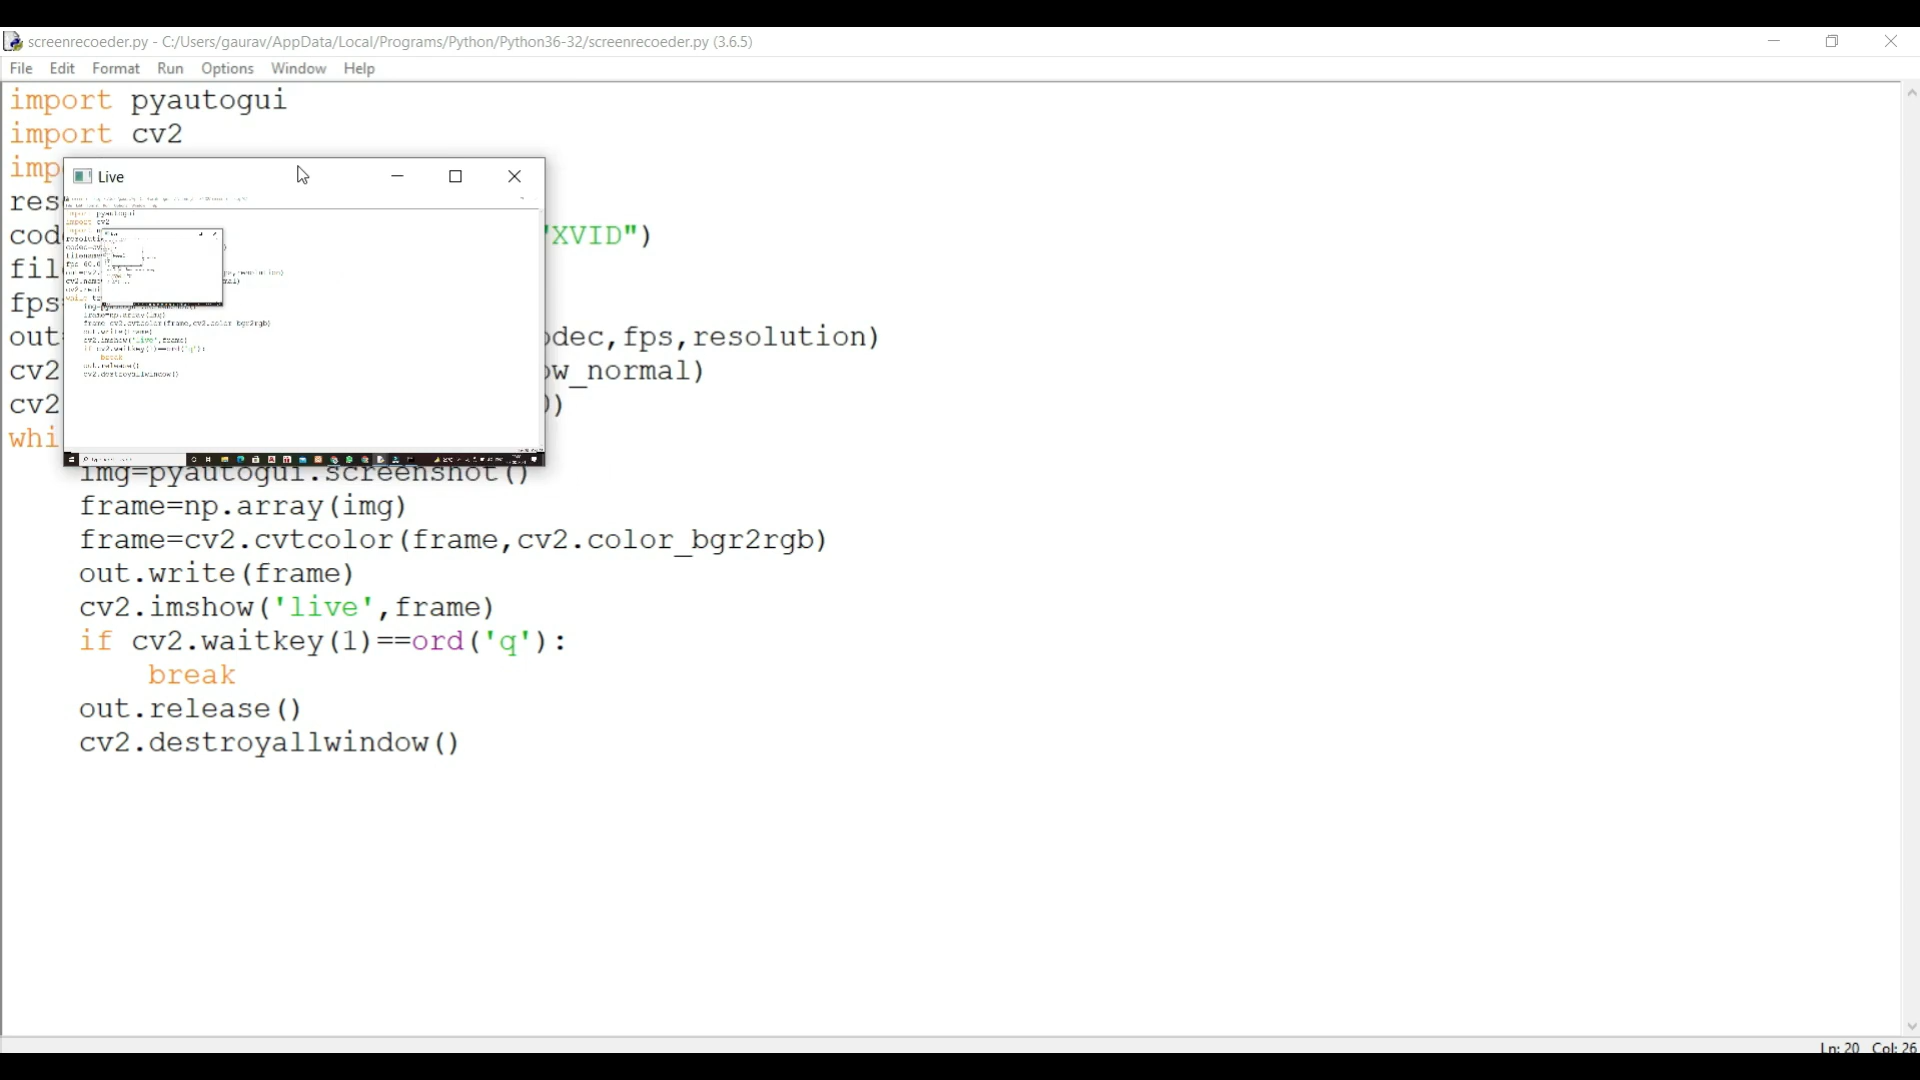 screenrecoeder.py - C:/Users/gaurav/AppData/Local/Programs/Python/Python36-32/screenrecoeder.py (3.6.5)
File Edit Format Run Options Window Help
import pyautogui
import cv2
imp
Live
res
cod "XVID")
fil
fps
out odec,fps,resolution)
cv2 ow_normal)
cv2 0)
whi
img=pyautogui.screenshot()
frame=np.array(img)
frame=cv2.cvtcolor(frame,cv2.color_bgr2rgb)
out.write(frame)
cv2.imshow('live',frame)
if cv2.waitkey(1)==ord('q'):
break
out.release()
cv2.destroyallwindow()
Ln: 20 Col: 26